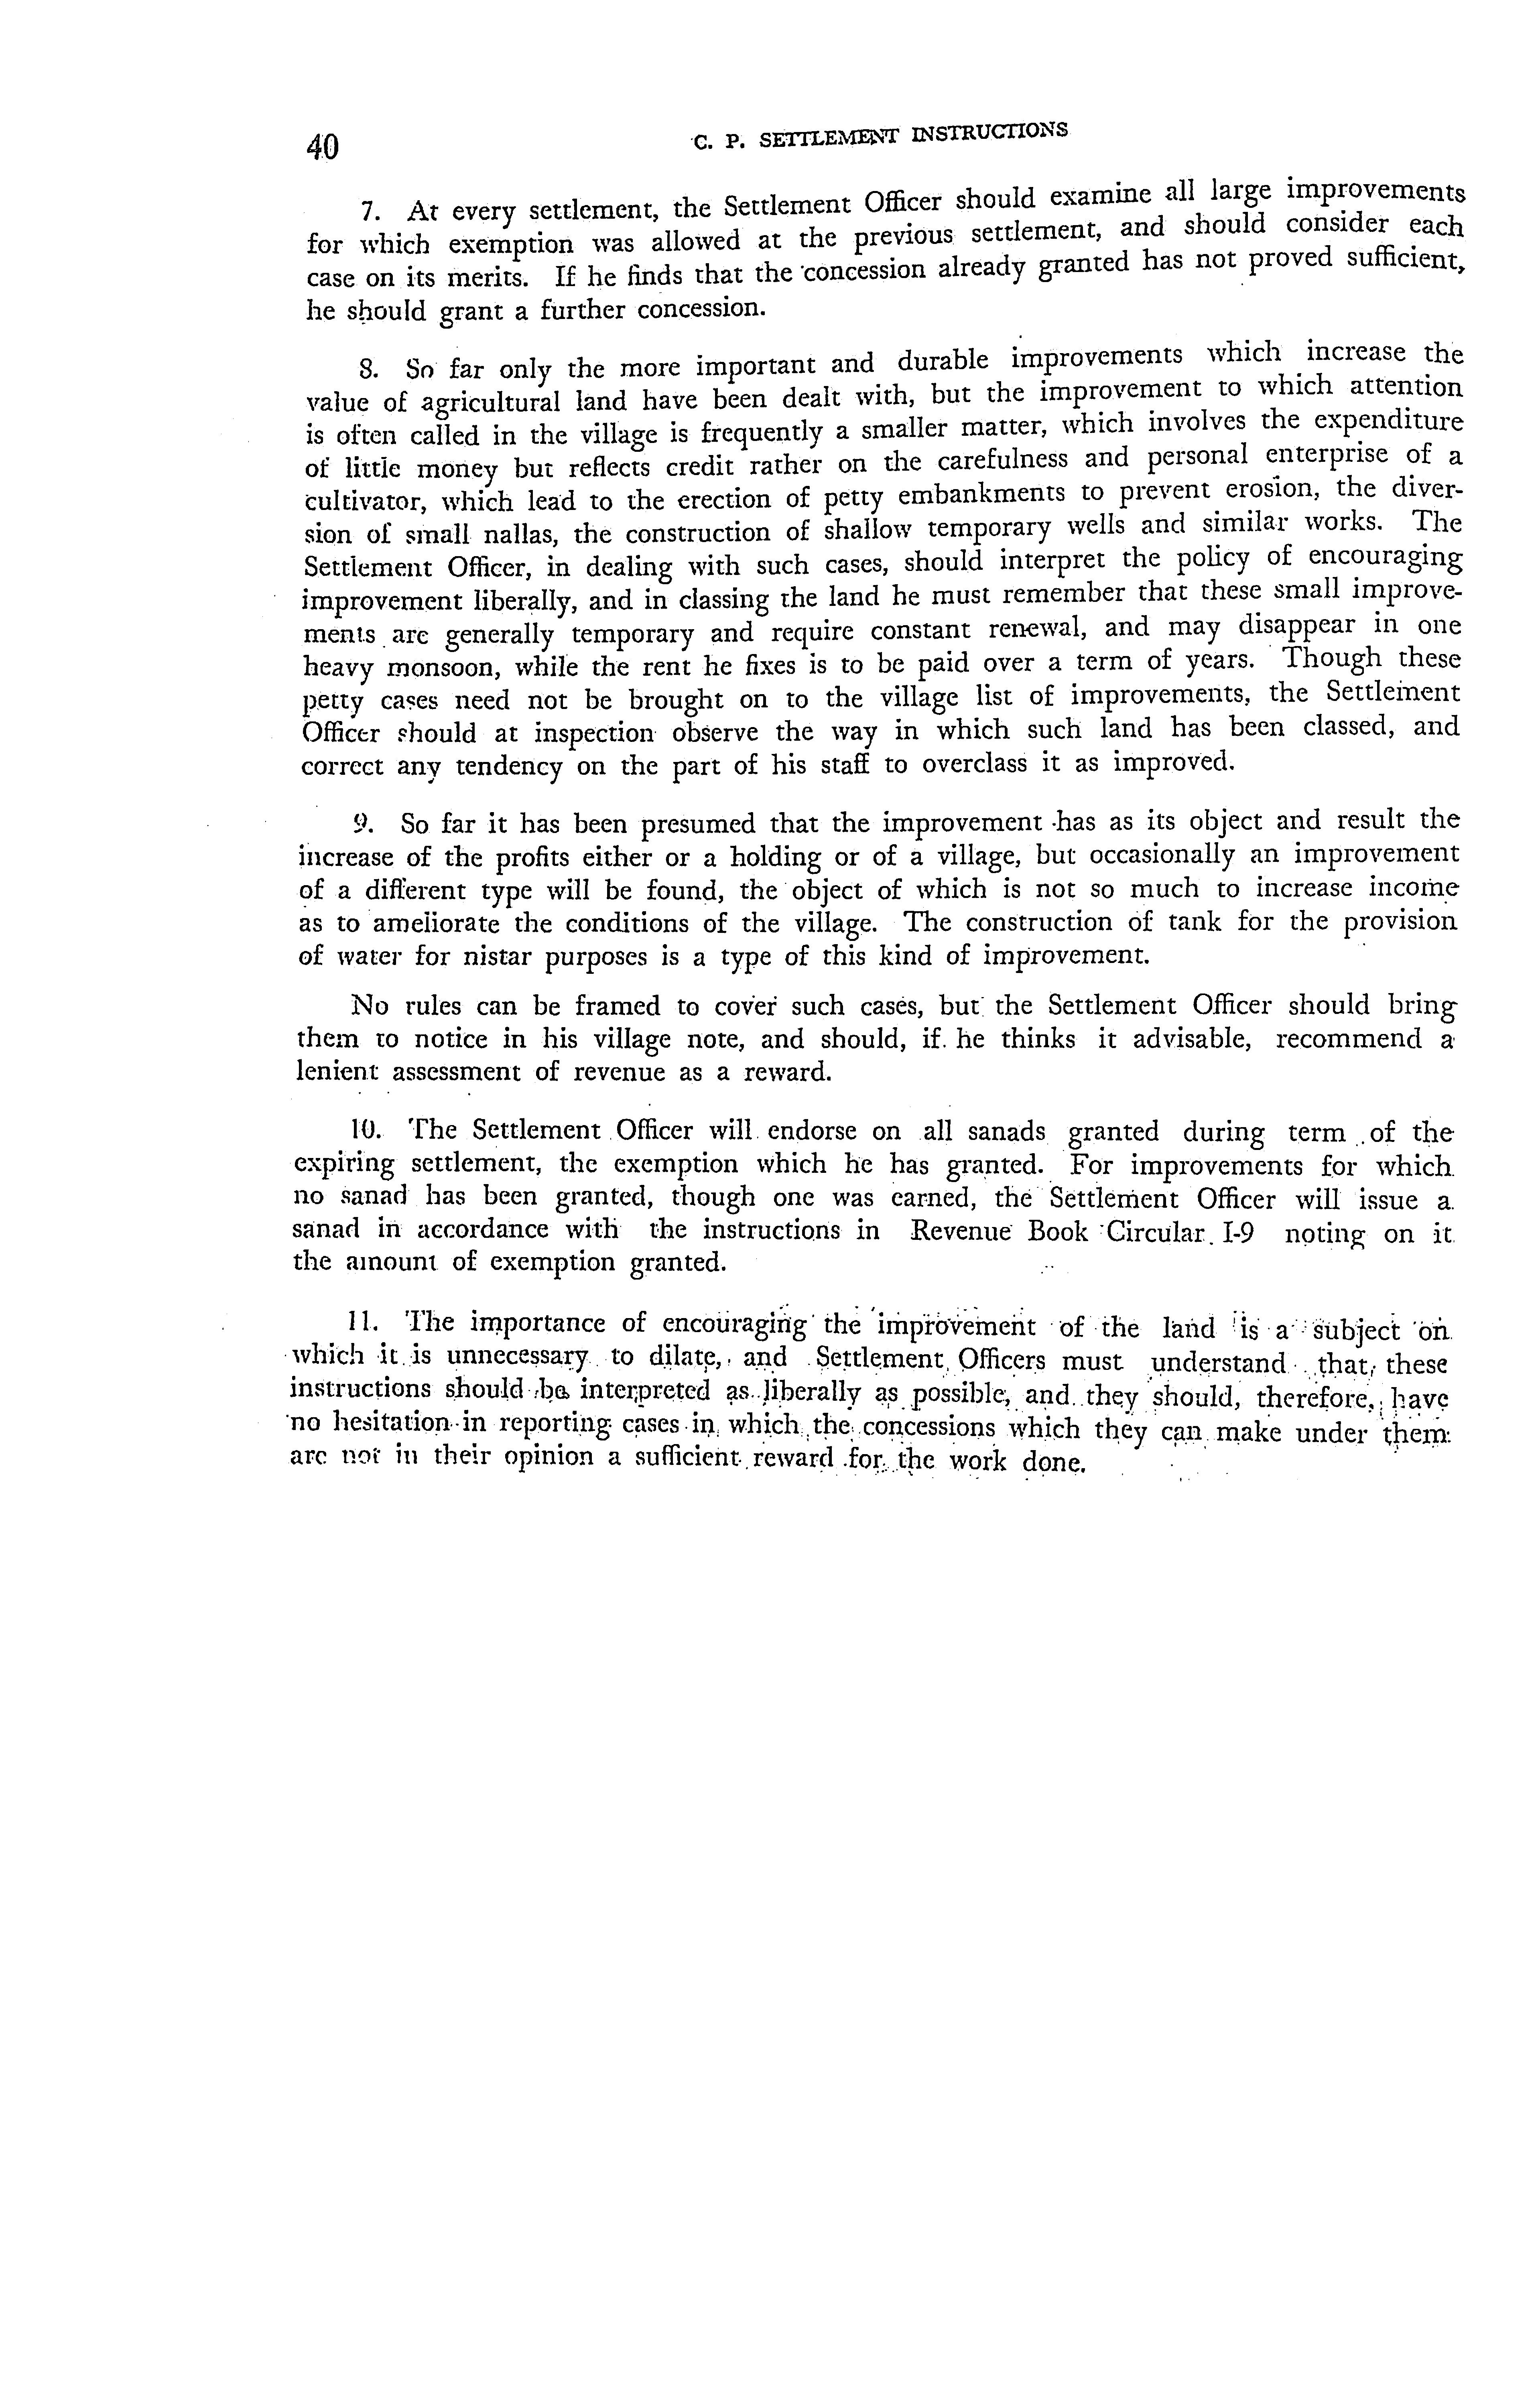 40
C. P. SETTLEMENT INSTRUCTIONS
7. At every settlement, the Settlement Officer should examine all large improvements
for which exemption was allowed at the previous settlement, and should consider each
case on its merits. If he finds that the concession already granted has not proved sufficient,
he should grant a further concession.
8. So far only the more important and durable improvements which increase the
value of agricultural land have been dealt with, but the improvement to which attention
is often called in the village is frequently a smaller matter, which involves the expenditure
of little money but reflects credit rather on the carefulness and personal enterprise of a
cultivator, which lead to the erection of petty embankments to prevent erosion, the diver-
sion of small nallas, the construction of shallow temporary wells and similar works. The
Settlement Officer, in dealing with such cases, should interpret the policy of encouraging
improvement liberally, and in classing the land he must remember that these small improve-
ments are generally temporary and require constant renewal, and may disappear in one
heavy monsoon, while the rent he fixes is to be paid over a term of years. Though these
petty cases need not be brought on to the village list of improvements, the Settlement
Officer should at inspection observe the way in which such land has been classed, and
correct any tendency on the part of his staff to overclass it as improved.
9. So far it has been presumed that the improvement has as its object and result the
increase of the profits either or a holding or of a village, but occasionally an improvement
of a different type will be found, the object of which is not so much to increase income
as to ameliorate the conditions of the village. The construction of tank for the provision
of water for nistar purposes is a type of this kind of improvement.
No rules can be framed to cover such cases, but the Settlement Officer should bring
them to notice in his village note, and should, if he thinks it advisable, recommend a
lenient assessment of revenue as a reward.
10. The Settlement Officer will endorse on all sanads granted during term of the
expiring settlement, the exemption which he has granted. For improvements for which
no sanad has been granted, though one was earned, the Settlement Officer will issue a
sanad in accordance with the instructions in Revenue Book Circular I-9 noting on it
the amount of exemption granted.
11. The importance of encouraging the improvement of the land is a subject on
which it is unnecessary to dilate, and Settlement Officers must understand that, these
instructions should be interpreted as liberally as possible, and they should, therefore, have
no hesitation in reporting cases in which the concessions which they can make under them
are not in their opinion a sufficient reward for the work done.